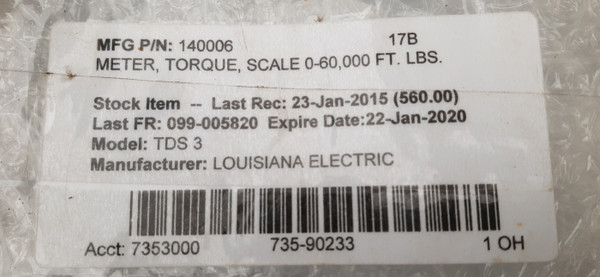 MFG P/N: 140006 17B
METER, TORQUE, SCALE 0-60,000 FT. LBS.
Stock Item -- Last Rec: 23-Jan-2015 (560.00)
Last FR: 099-005820 Expire Date:22-Jan-2020
Model: TDS 3
Manufacturer: LOUISIANA ELECTRIC
Acct: 7353000 735-90233 1 OH